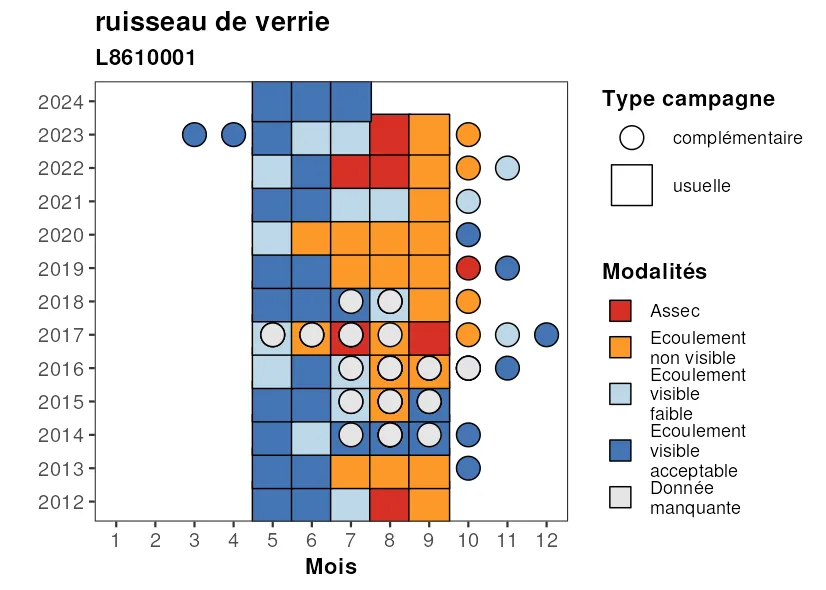 ruisseau de verrie
L8610001
2024
2023
2022
2021
2020
2019
2018
2017
2016
2015
2014
2013
2012
1 2 3 4 5 6 7 8 9 10 11 12
Mois
Type campagne
complémentaire
usuelle
Modalités
Assec
Ecoulement
non visible
Ecoulement
visible
faible
Ecoulement
visible
acceptable
Donnée
manquante